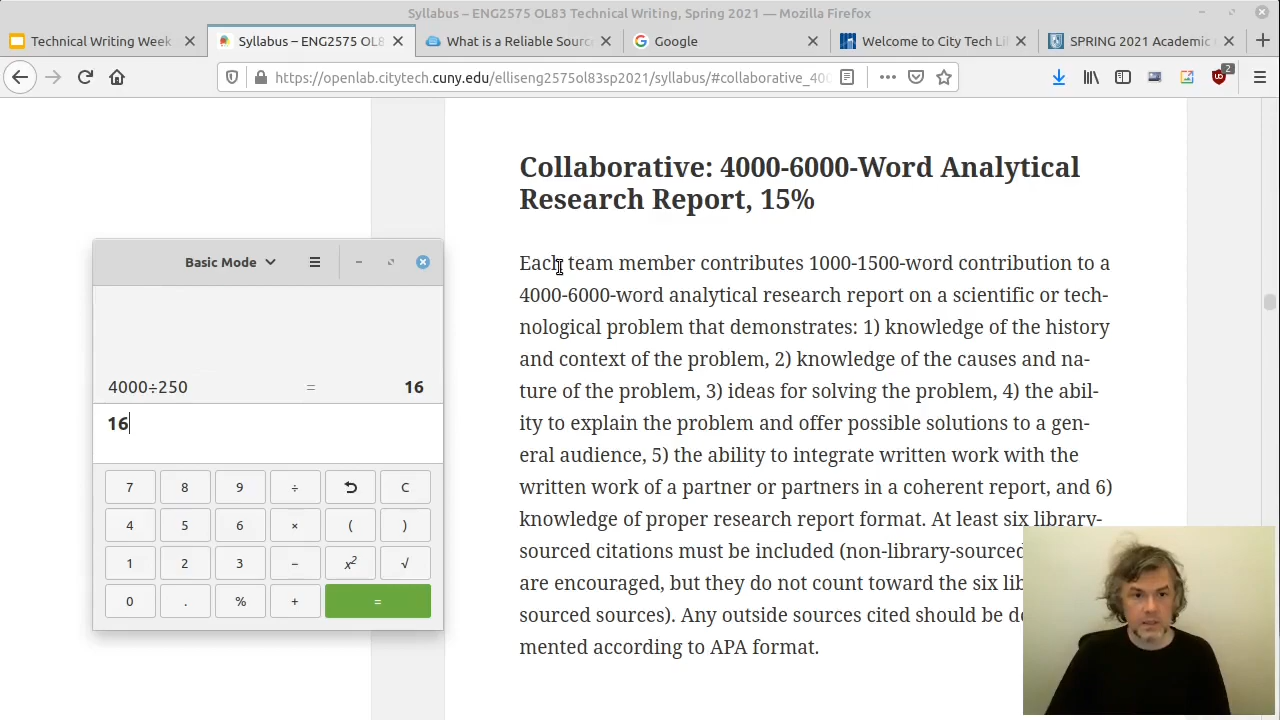 Syllabus – ENG2575 OL83 Technical Writing, Spring 2021 — Mozilla Firefox
Technical Writing Week
Syllabus – ENG2575 OL8
What is a Reliable Sourc
Google
Welcome to City Tech Li
SPRING 2021 Academic
https://openlab.citytech.cuny.edu/elliseng2575ol83sp2021/syllabus/#collaborative_400
2
Collaborative: 4000-6000-Word Analytical
Research Report, 15%
Each team member contributes 1000-1500-word contribution to a
4000-6000-word analytical research report on a scientific or tech-
nological problem that demonstrates: 1) knowledge of the history
and context of the problem, 2) knowledge of the causes and na-
ture of the problem, 3) ideas for solving the problem, 4) the abil-
ity to explain the problem and offer possible solutions to a gen-
eral audience, 5) the ability to integrate written work with the
written work of a partner or partners in a coherent report, and 6)
knowledge of proper research report format. At least six library-
sourced citations must be included (non-library-sourced
are encouraged, but they do not count toward the six lib
sourced sources). Any outside sources cited should be do
mented according to APA format.
Basic Mode
4000÷250 = 16
16
7 8 9 ÷ C
4 5 6 × ( )
1 2 3 − x² √
0 . % + =